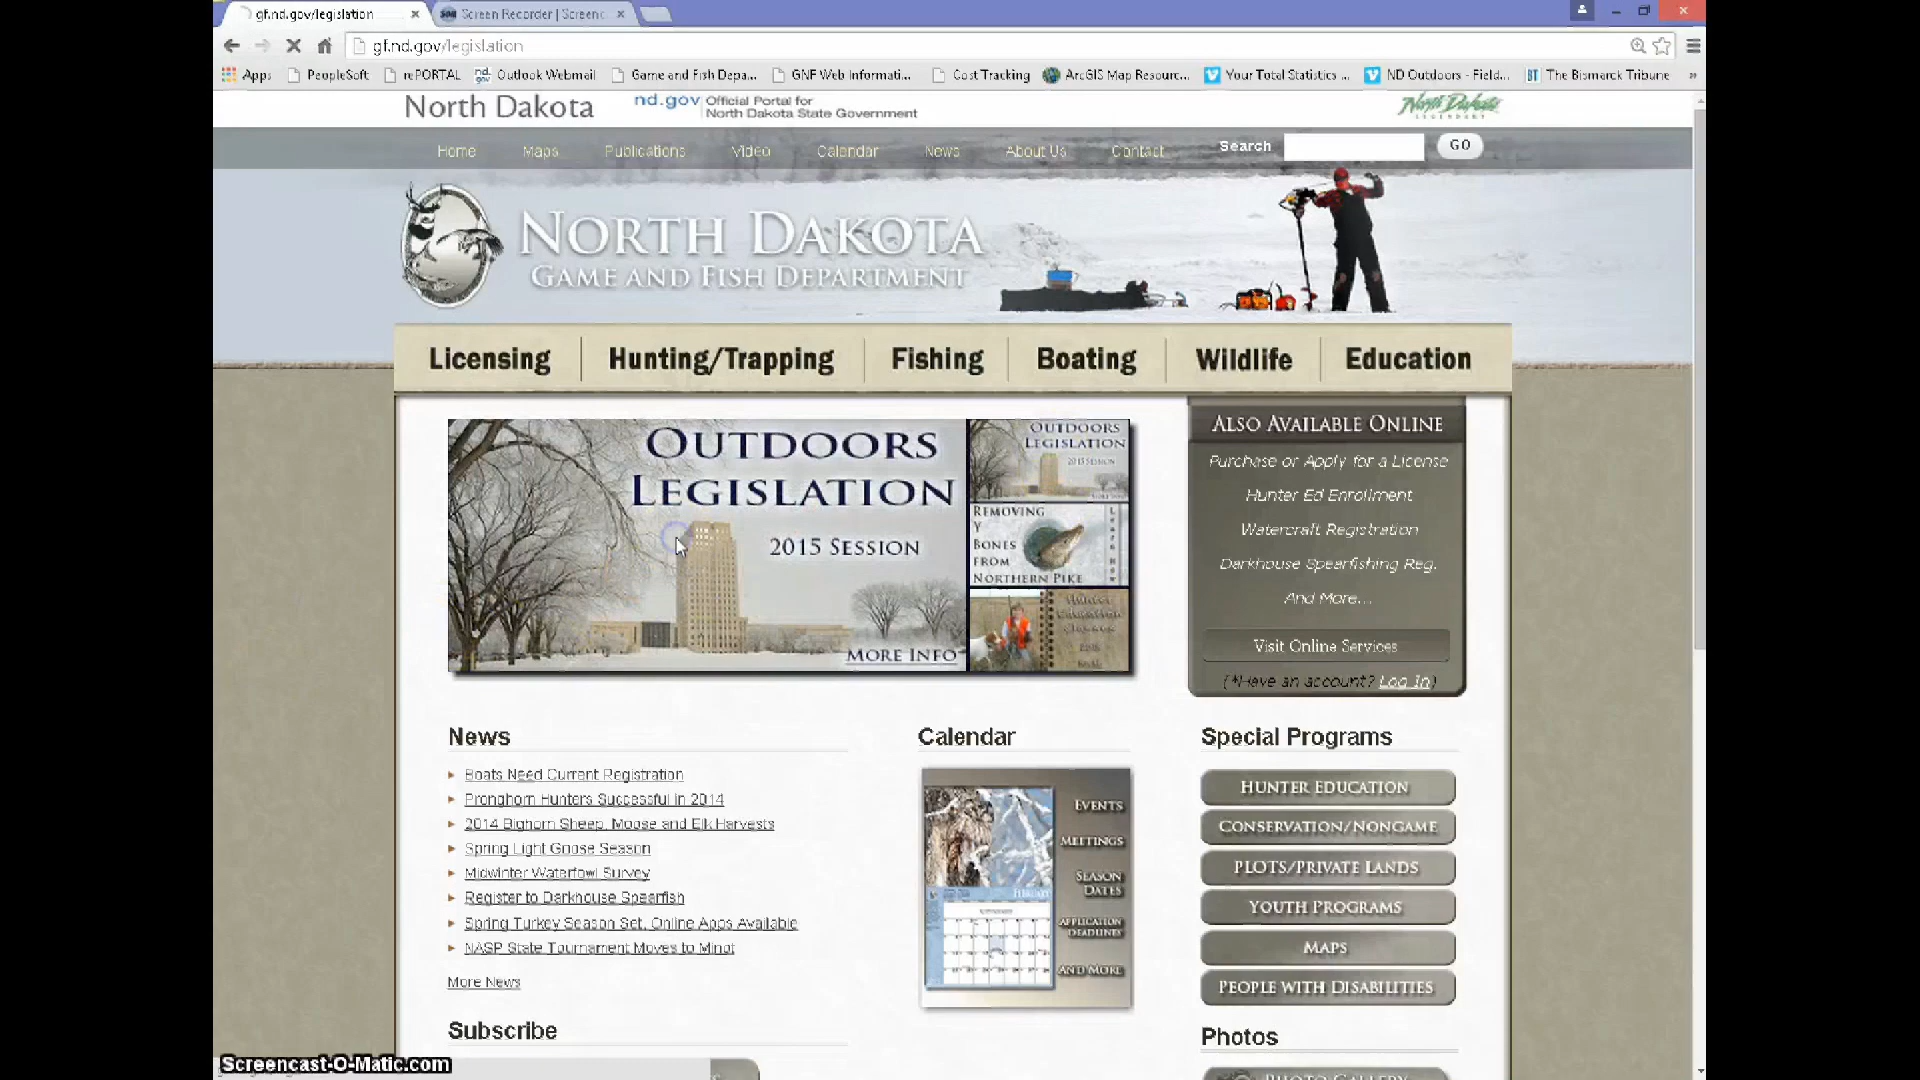 gf.nd.gov/legislation
Screen Recorder | Screenc
gf.nd.gov/legislation
Apps
PeopleSoft
rePORTAL
nd.gov Outlook Webmail
Game and Fish Depa...
GNF Web Informati...
Cost Tracking
ArcGIS Map Resourc...
Your Total Statistics ...
ND Outdoors - Field...
BT The Bismarck Tribune
»
North Dakota
nd.gov
Official Portal for
North Dakota State Government
North Dakota
LEGENDARY
Home
Maps
Publications
Video
Calendar
News
About Us
Contact
Search
GO
NORTH DAKOTA
GAME AND FISH DEPARTMENT
Licensing
Hunting/Trapping
Fishing
Boating
Wildlife
Education
OUTDOORS
LEGISLATION
2015 SESSION
MORE INFO
OUTDOORS
LEGISLATION
2015 SESSION
REMOVING
Y
BONES
FROM
NORTHERN PIKE
Hunter
Education
Classes
ALSO AVAILABLE ONLINE
Purchase or Apply for a License
Hunter Ed Enrollment
Watercraft Registration
Darkhouse Spearfishing Reg.
And More...
Visit Online Services
(*Have an account? Log In)
News
Boats Need Current Registration
Pronghorn Hunters Successful in 2014
2014 Bighorn Sheep, Moose and Elk Harvests
Spring Light Goose Season
Midwinter Waterfowl Survey
Register to Darkhouse Spearfish
Spring Turkey Season Set, Online Apps Available
NASP State Tournament Moves to Minot
More News
Subscribe
Calendar
EVENTS
MEETINGS
SEASON
DATES
APPLICATION
DEADLINES
AND MORE
Special Programs
HUNTER EDUCATION
CONSERVATION/NONGAME
PLOTS/PRIVATE LANDS
YOUTH PROGRAMS
MAPS
PEOPLE WITH DISABILITIES
Photos
PHOTO GALLERY
Screencast-O-Matic.com